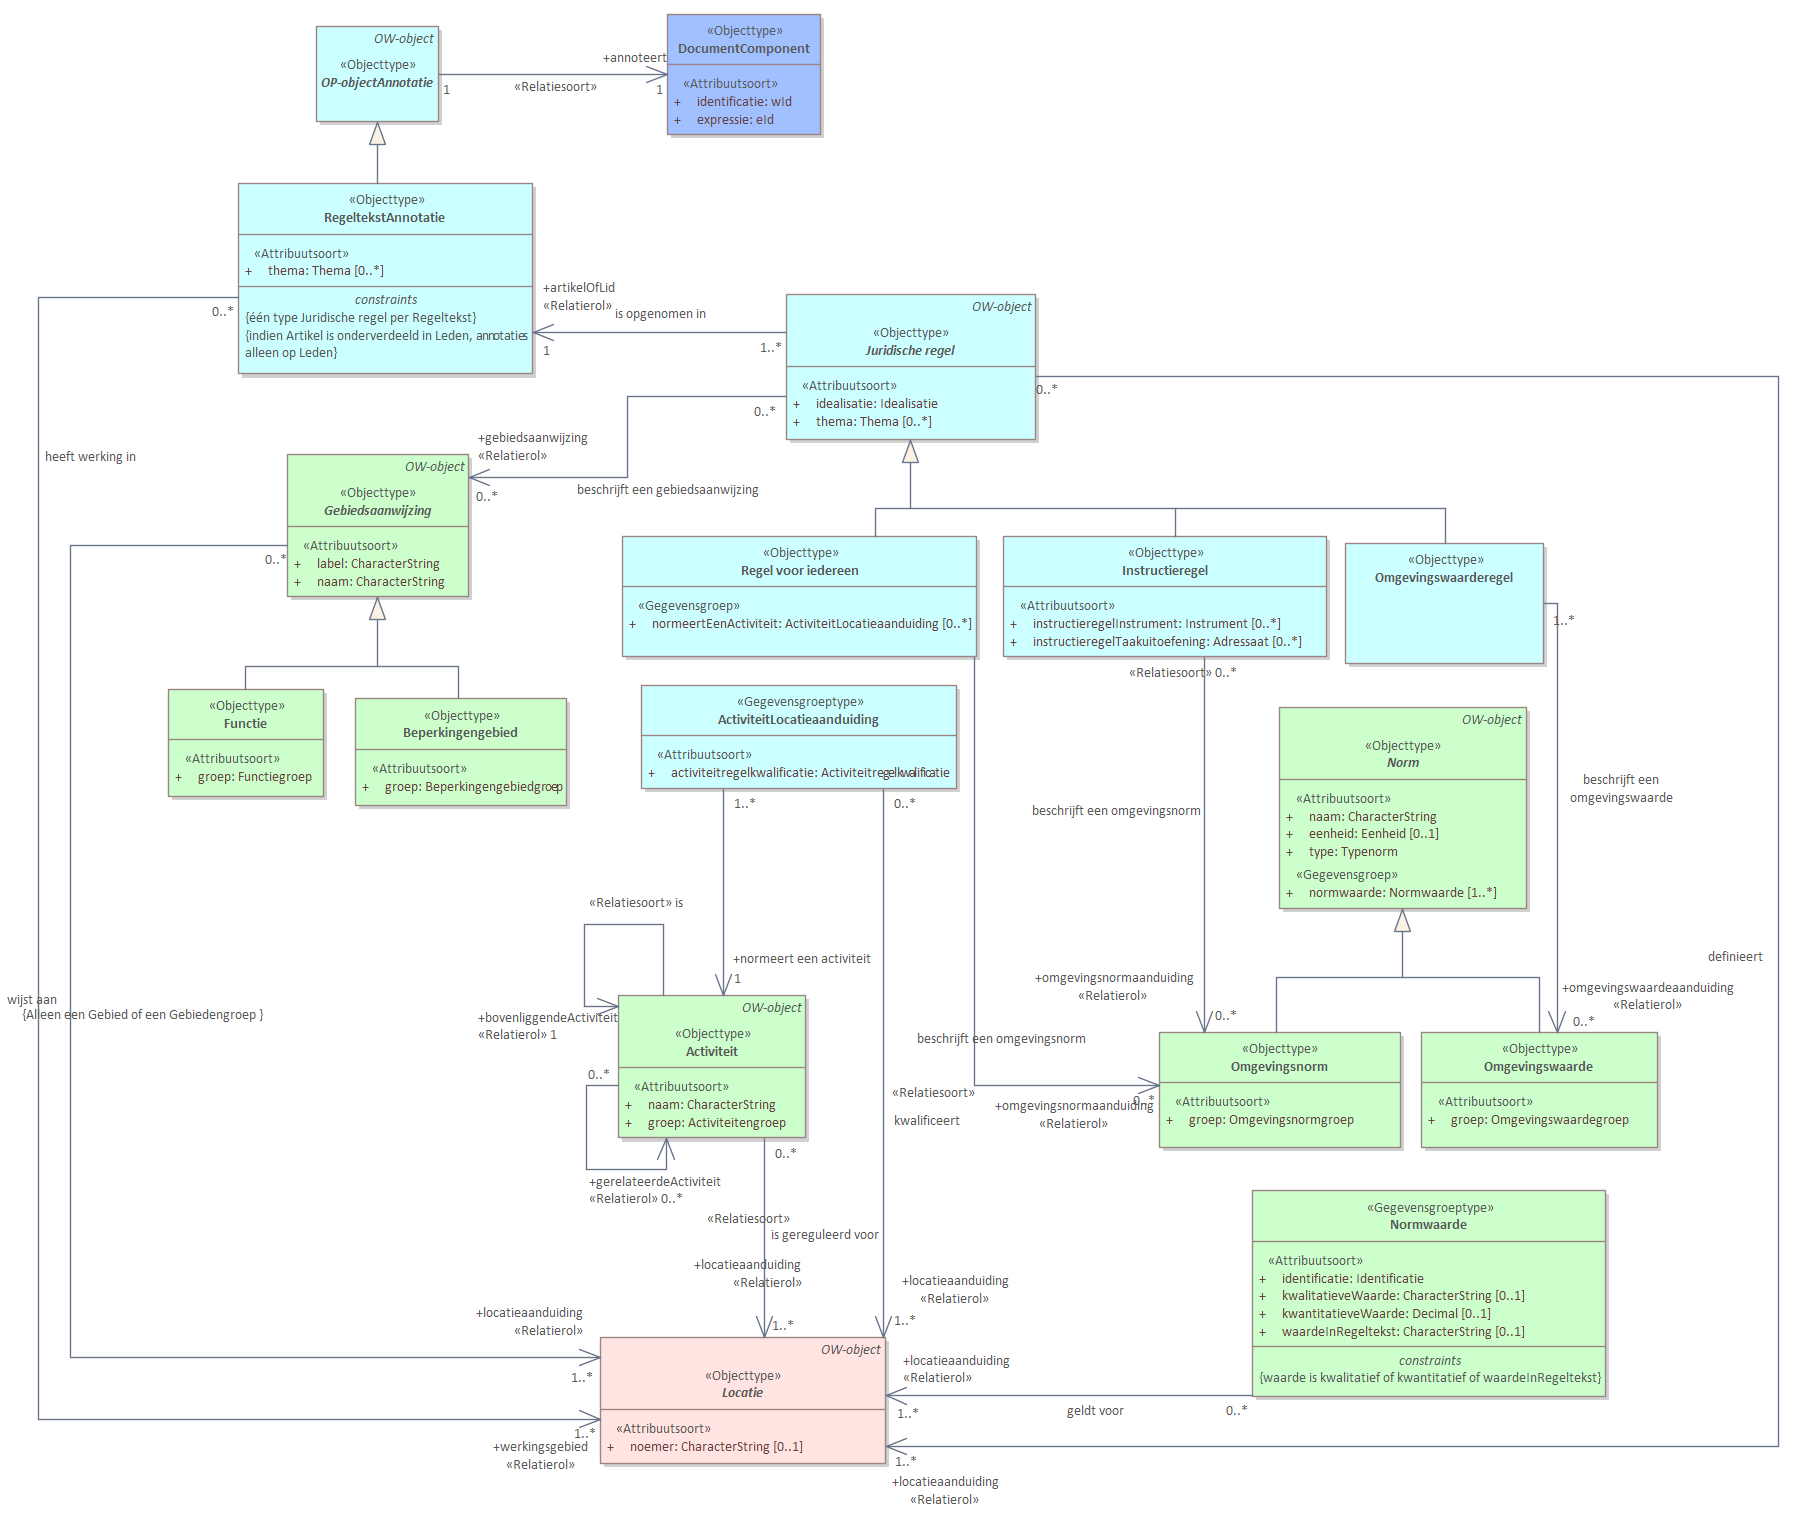 OW-object
«Objecttype»
OP-objectAnnotatie
1
«Relatiesoort»
+annoteert
1
«Objecttype»
DocumentComponent
«Attribuutsoort»
+ identificatie: wId
+ expressie: eId
«Objecttype»
RegeltekstAnnotatie
«Attribuutsoort»
+ thema: Thema [0..*]
constraints
{één type Juridische regel per Regeltekst}
{indien Artikel is onderverdeeld in Leden, annotaties
alleen op Leden}
0..*
+artikelOfLid
«Relatierol»
is opgenomen in
1
1..*
OW-object
«Objecttype»
Juridische regel
«Attribuutsoort»
+ idealisatie: Idealisatie
+ thema: Thema [0..*]
0..*
0..*
heeft werking in
+gebiedsaanwijzing
«Relatierol»
0..*
beschrijft een gebiedsaanwijzing
OW-object
«Objecttype»
Gebiedsaanwijzing
«Attribuutsoort»
+ label: CharacterString
+ naam: CharacterString
0..*
«Objecttype»
Regel voor iedereen
«Gegevensgroep»
+ normeertEenActiviteit: ActiviteitLocatieaanduiding [0..*]
«Objecttype»
Instructieregel
«Attribuutsoort»
+ instructieregelInstrument: Instrument [0..*]
+ instructieregelTaakuitoefening: Adressaat [0..*]
«Relatiesoort» 0..*
«Objecttype»
Omgevingswaarderegel
1..*
«Objecttype»
Functie
«Attribuutsoort»
+ groep: Functiegroep
«Objecttype»
Beperkingengebied
«Attribuutsoort»
+ groep: Beperkingengebiedgroep
«Gegevensgroeptype»
ActiviteitLocatieaanduiding
«Attribuutsoort»
+ activiteitregelkwalificatie: Activiteitregelkwalificatie
1..*
0..*
OW-object
«Objecttype»
Norm
«Attribuutsoort»
+ naam: CharacterString
+ eenheid: Eenheid [0..1]
+ type: Typenorm
«Gegevensgroep»
+ normwaarde: Normwaarde [1..*]
beschrijft een
omgevingswaarde
beschrijft een omgevingsnorm
«Relatiesoort» is
+normeert een activiteit
1
definieert
wijst aan
{Alleen een Gebied of een Gebiedengroep }
+bovenliggendeActiviteit
«Relatierol» 1
OW-object
«Objecttype»
Activiteit
«Attribuutsoort»
+ naam: CharacterString
+ groep: Activiteitengroep
0..*
+gerelateerdeActiviteit
«Relatierol» 0..*
0..*
+omgevingsnormaanduiding
«Relatierol»
0..*
+omgevingswaardeaanduiding
«Relatierol»
0..*
beschrijft een omgevingsnorm
«Objecttype»
Omgevingsnorm
«Attribuutsoort»
+ groep: Omgevingsnormgroep
«Objecttype»
Omgevingswaarde
«Attribuutsoort»
+ groep: Omgevingswaardegroep
0..*
+omgevingsnormaanduiding
«Relatierol»
«Relatiesoort»
kwalificeert
«Relatiesoort»
is gereguleerd voor
+locatieaanduiding
«Relatierol»
1..*
+locatieaanduiding
«Relatierol»
1..*
«Gegevensgroeptype»
Normwaarde
«Attribuutsoort»
+ identificatie: Identificatie
+ kwalitatieveWaarde: CharacterString [0..1]
+ kwantitatieveWaarde: Decimal [0..1]
+ waardeInRegeltekst: CharacterString [0..1]
constraints
{waarde is kwalitatief of kwantitatief of waardeInRegeltekst}
+locatieaanduiding
«Relatierol»
1..*
OW-object
«Objecttype»
Locatie
«Attribuutsoort»
+ noemer: CharacterString [0..1]
+locatieaanduiding
«Relatierol»
1..*
geldt voor
0..*
1..*
+werkingsgebied
«Relatierol»
1..*
+locatieaanduiding
«Relatierol»